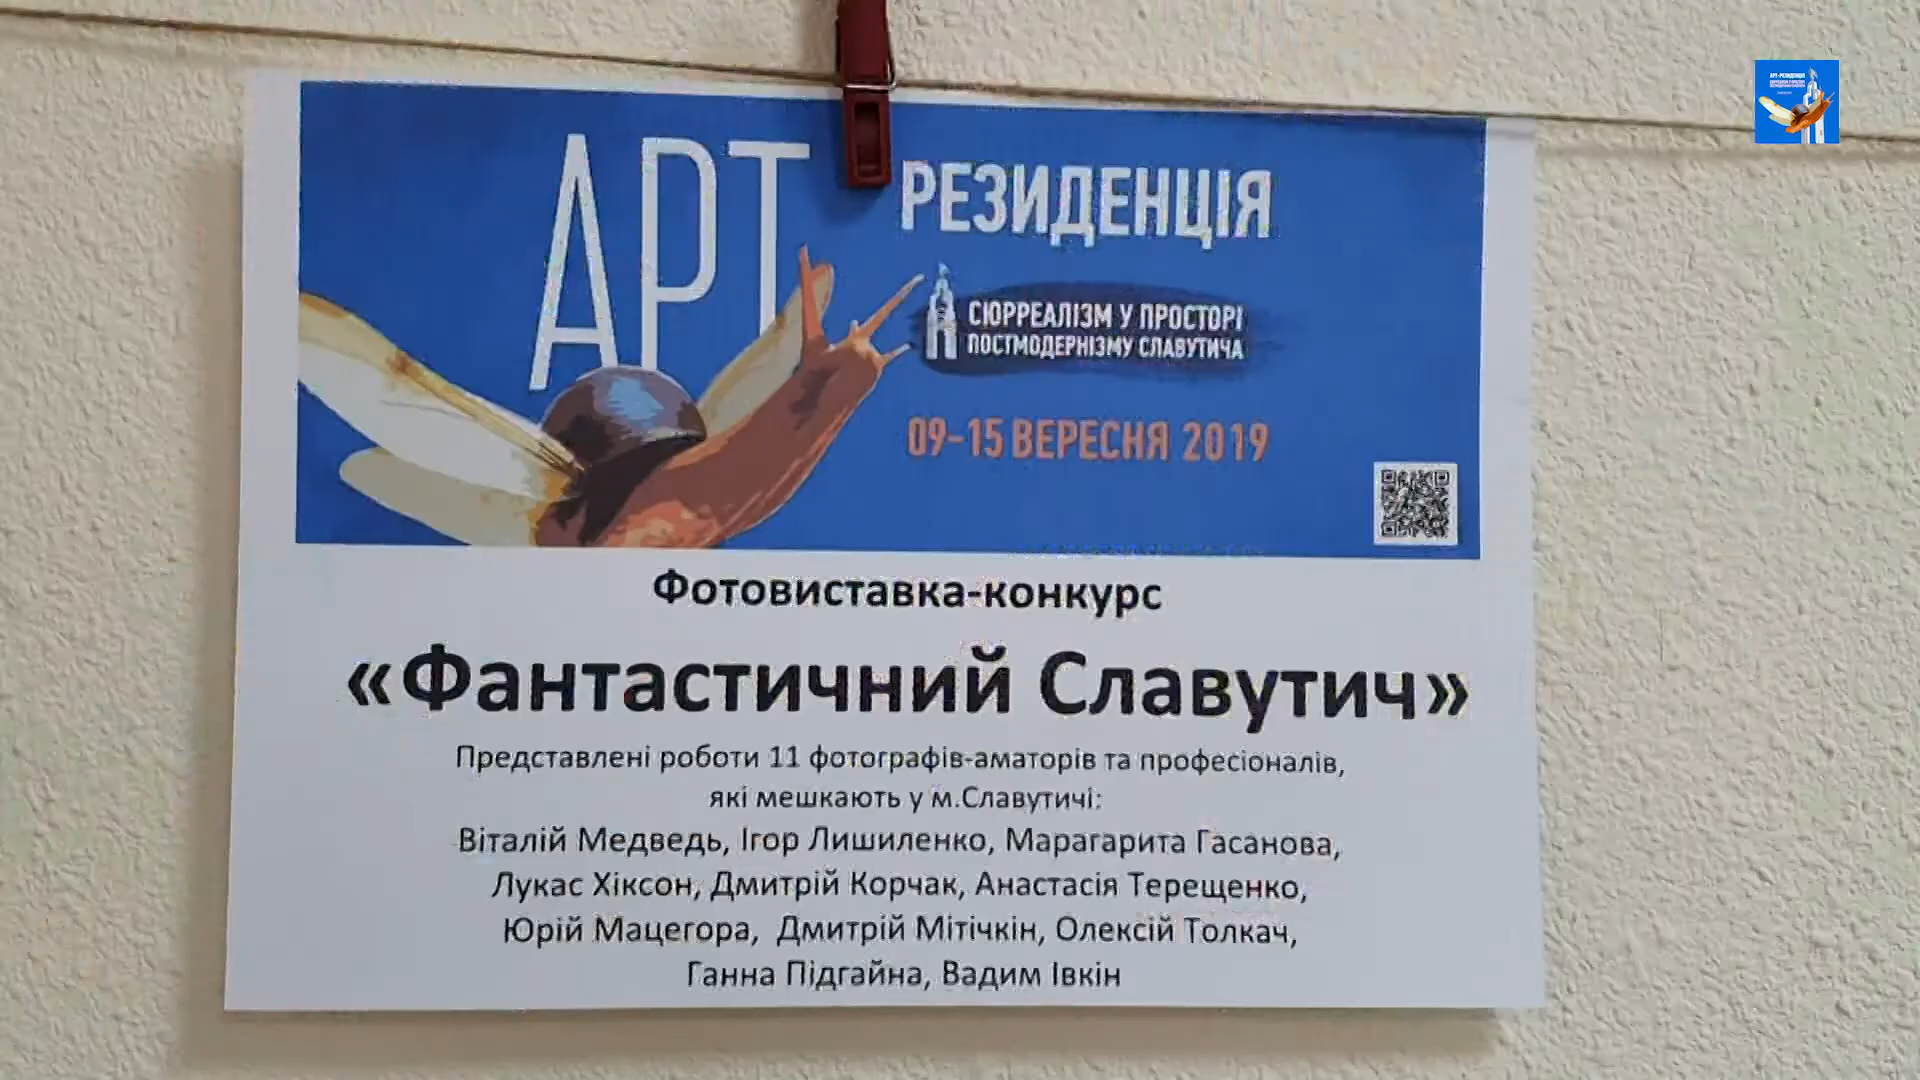 АРТ
РЕЗИДЕНЦІЯ
СЮРРЕАЛІЗМ У ПРОСТОРІ
ПОСТМОДЕРНІЗМУ СЛАВУТИЧА
09-15 ВЕРЕСНЯ 2019
Фотовиставка-конкурс
«Фантастичний Славутич»
Представлені роботи 11 фотографів-аматорів та професіоналів,
які мешкають у м.Славутичі:
Віталій Медведь, Ігор Лишиленко, Марагарита Гасанова,
Лукас Хіксон, Дмитрій Корчак, Анастасія Терещенко,
Юрій Мацегора, Дмитрій Мітічкін, Олексій Толкач,
Ганна Підгайна, Вадим Івкін
АРТ-РЕЗИДЕНЦІЯ